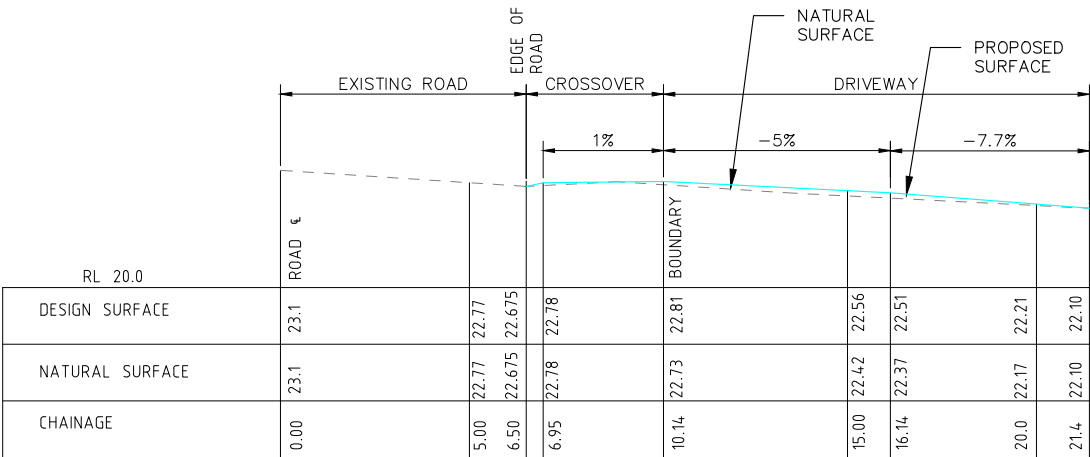 NATURAL
SURFACE
PROPOSED
SURFACE
EDGE OF
ROAD
EXISTING ROAD
CROSSOVER
DRIVEWAY
1%
-5%
-7.7%
ROAD ℄
BOUNDARY
RL 20.0
DESIGN SURFACE 23.1 22.77 22.675 22.78 22.81 22.56 22.51 22.21 22.10
NATURAL SURFACE 23.1 22.77 22.675 22.78 22.73 22.42 22.37 22.17 22.10
CHAINAGE 0.00 5.00 6.50 6.95 10.14 15.00 16.14 20.0 21.4